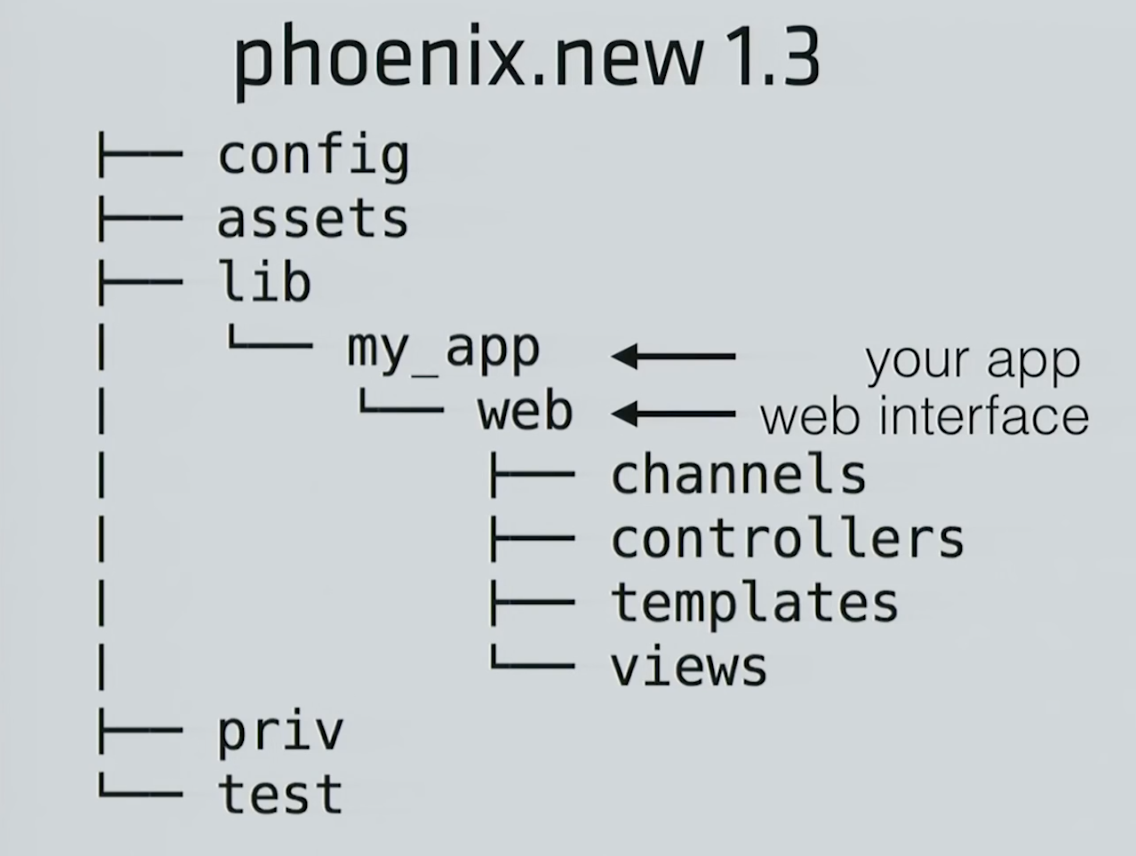 phoenix.new 1.3
├── config
├── assets
├── lib
│   └── my_app ← your app
│       └── web ← web interface
│           ├── channels
│           ├── controllers
│           ├── templates
│           └── views
├── priv
└── test